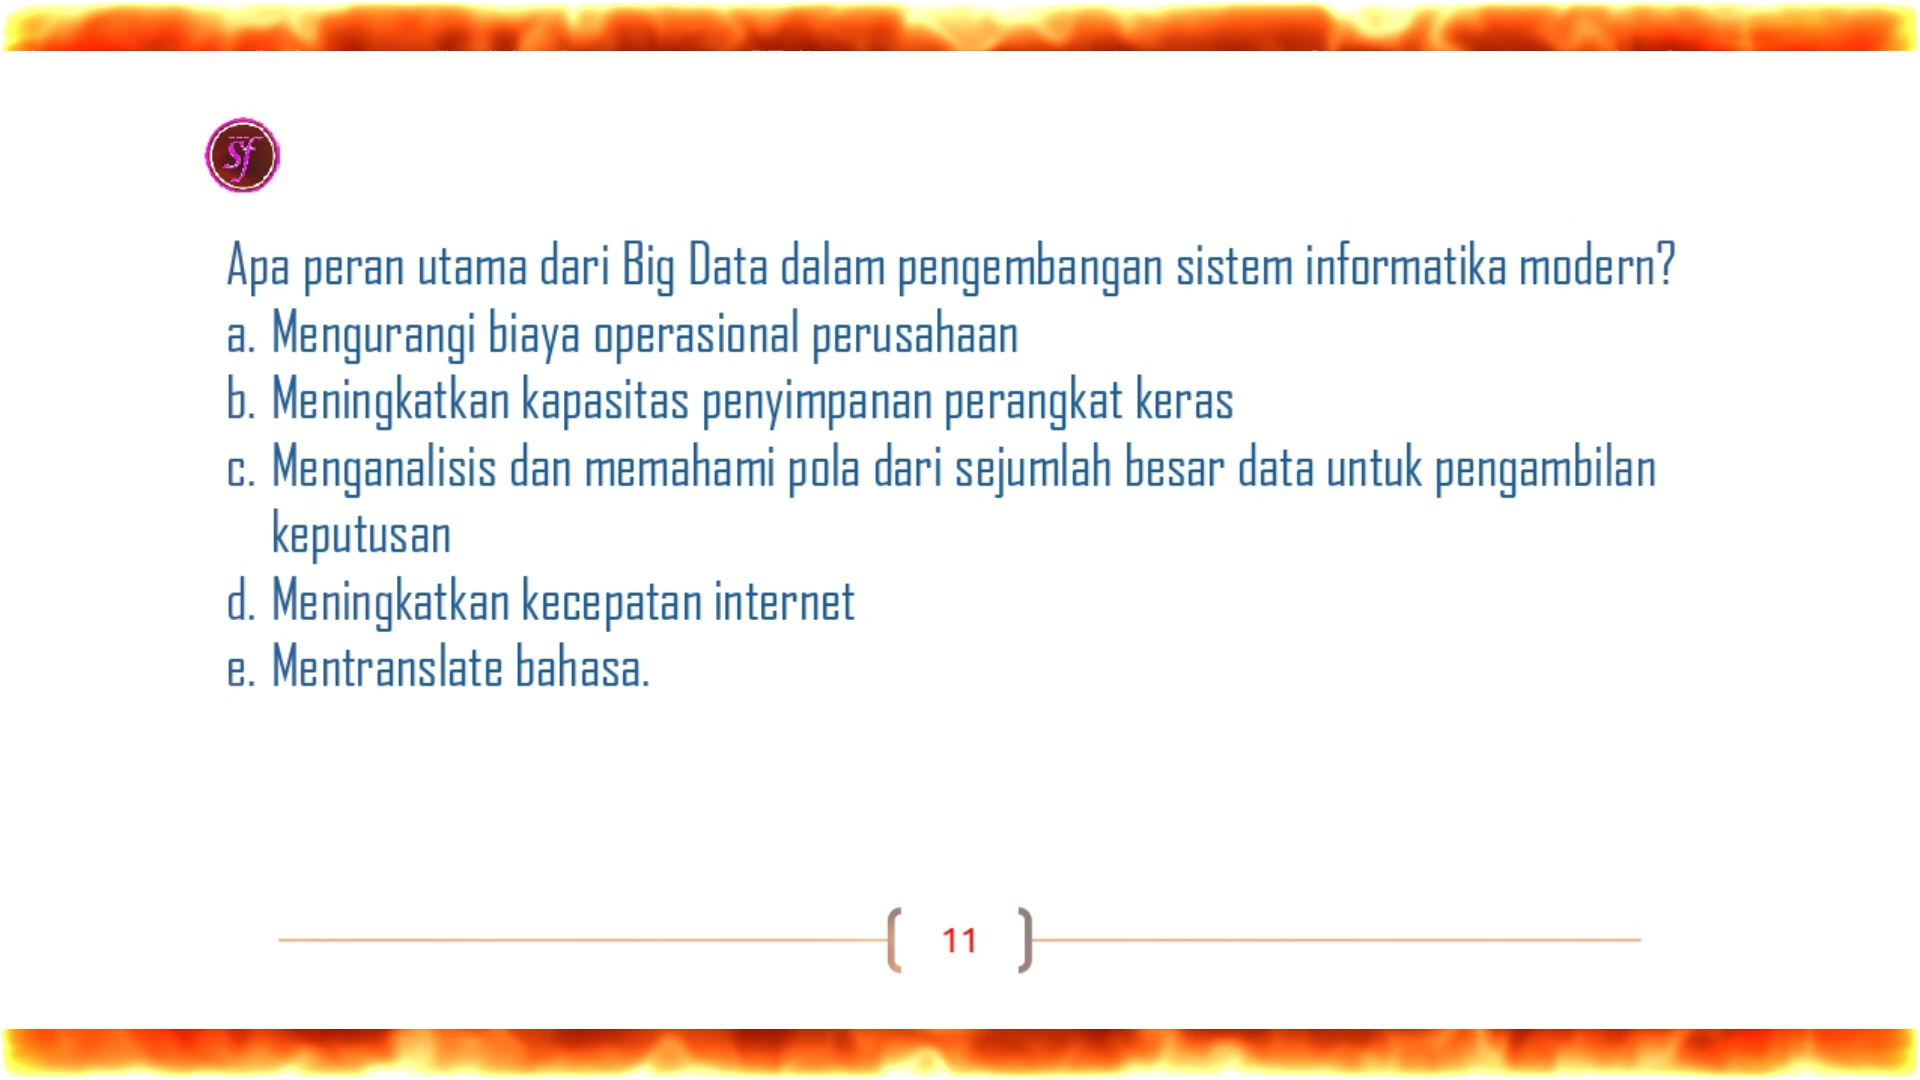 Sf
Apa peran utama dari Big Data dalam pengembangan sistem informatika modern?
a. Mengurangi biaya operasional perusahaan
b. Meningkatkan kapasitas penyimpanan perangkat keras
c. Menganalisis dan memahami pola dari sejumlah besar data untuk pengambilan
keputusan
d. Meningkatkan kecepatan internet
e. Mentranslate bahasa.
11